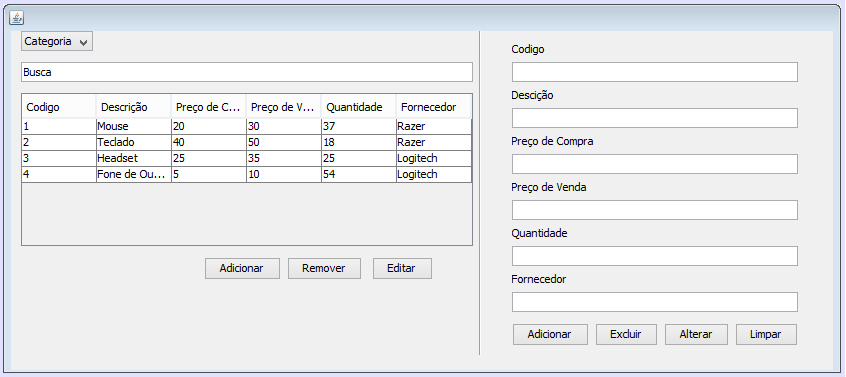 Categoria
Busca
Codigo Descrição Preço de C... Preço de V... Quantidade Fornecedor
1 Mouse 20 30 37 Razer
2 Teclado 40 50 18 Razer
3 Headset 25 35 25 Logitech
4 Fone de Ou... 5 10 54 Logitech
Adicionar Remover Editar
Codigo
Descição
Preço de Compra
Preço de Venda
Quantidade
Fornecedor
Adicionar Excluir Alterar Limpar